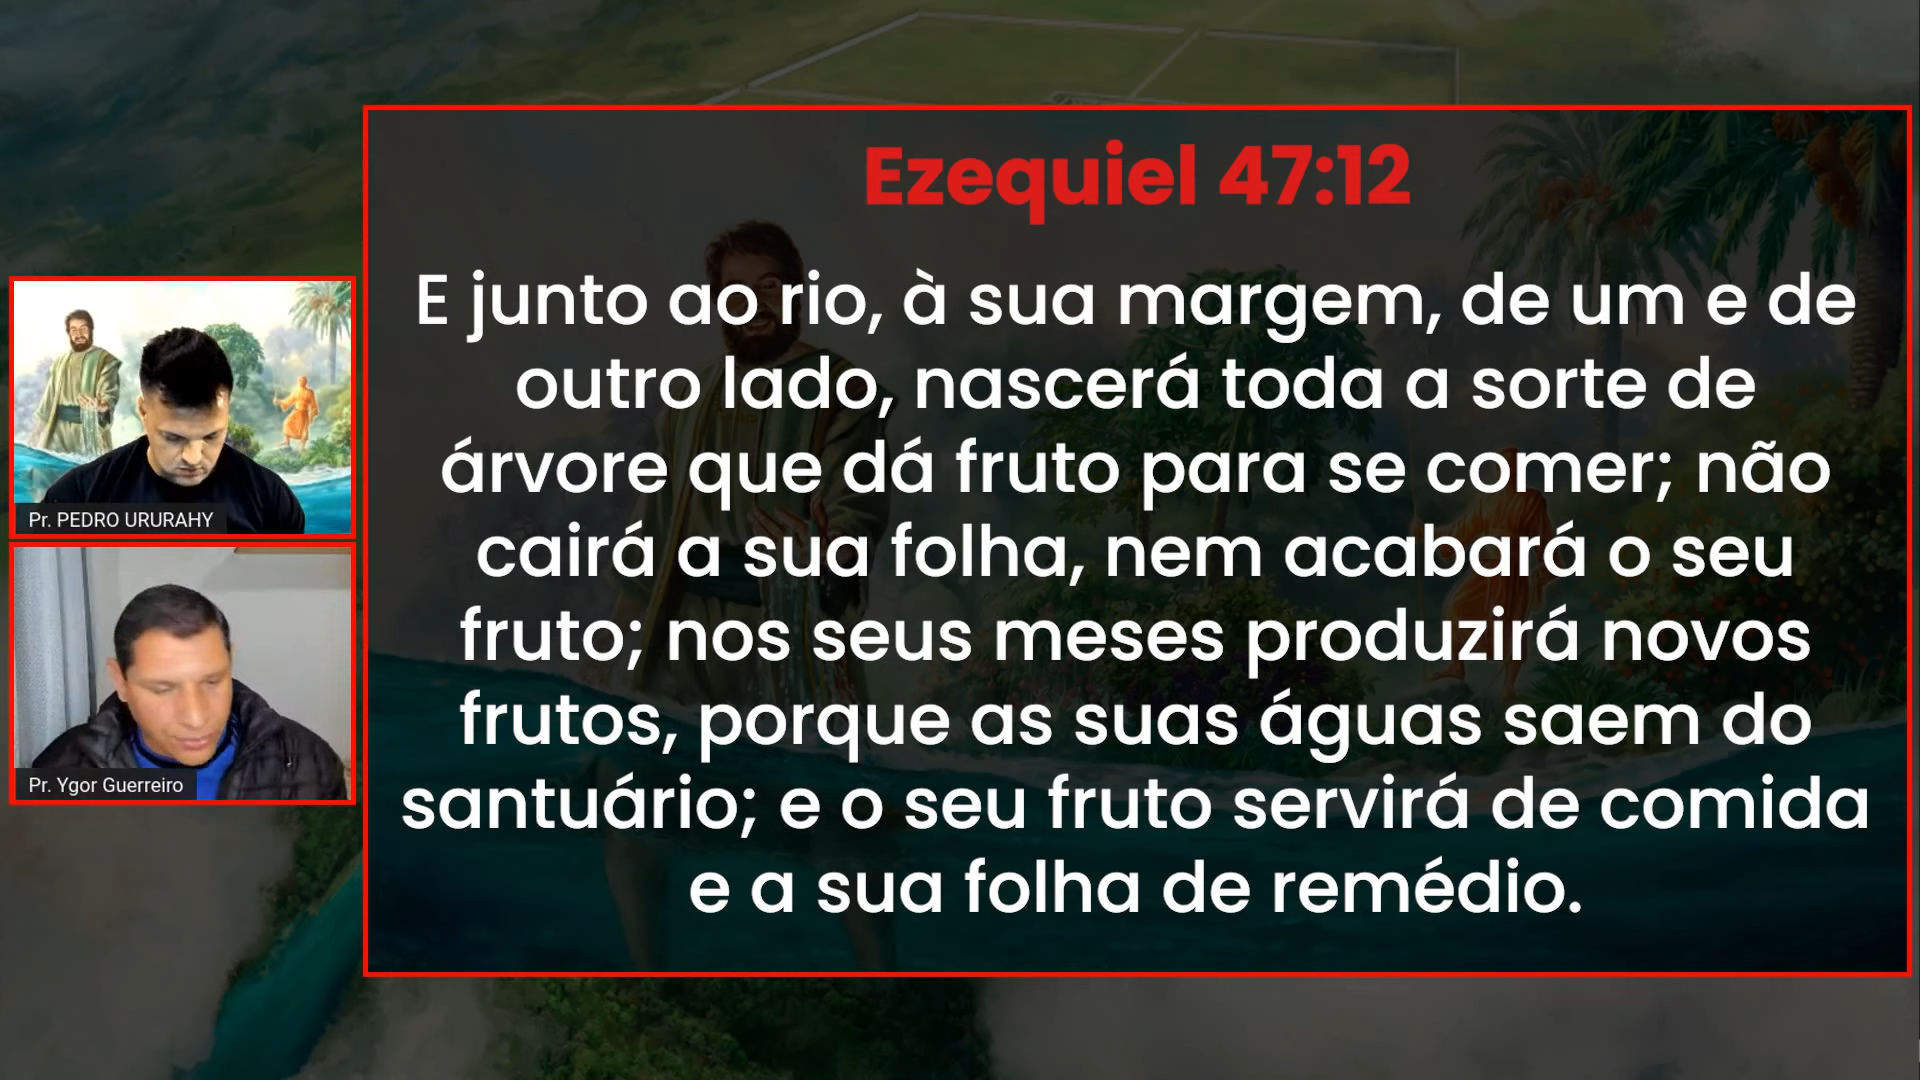 Ezequiel 47:12
E junto ao rio, à sua margem, de um e de
outro lado, nascerá toda a sorte de
árvore que dá fruto para se comer; não
cairá a sua folha, nem acabará o seu
fruto; nos seus meses produzirá novos
frutos, porque as suas águas saem do
santuário; e o seu fruto servirá de comida
e a sua folha de remédio.
Pr. PEDRO URURAHY
Pr. Ygor Guerreiro